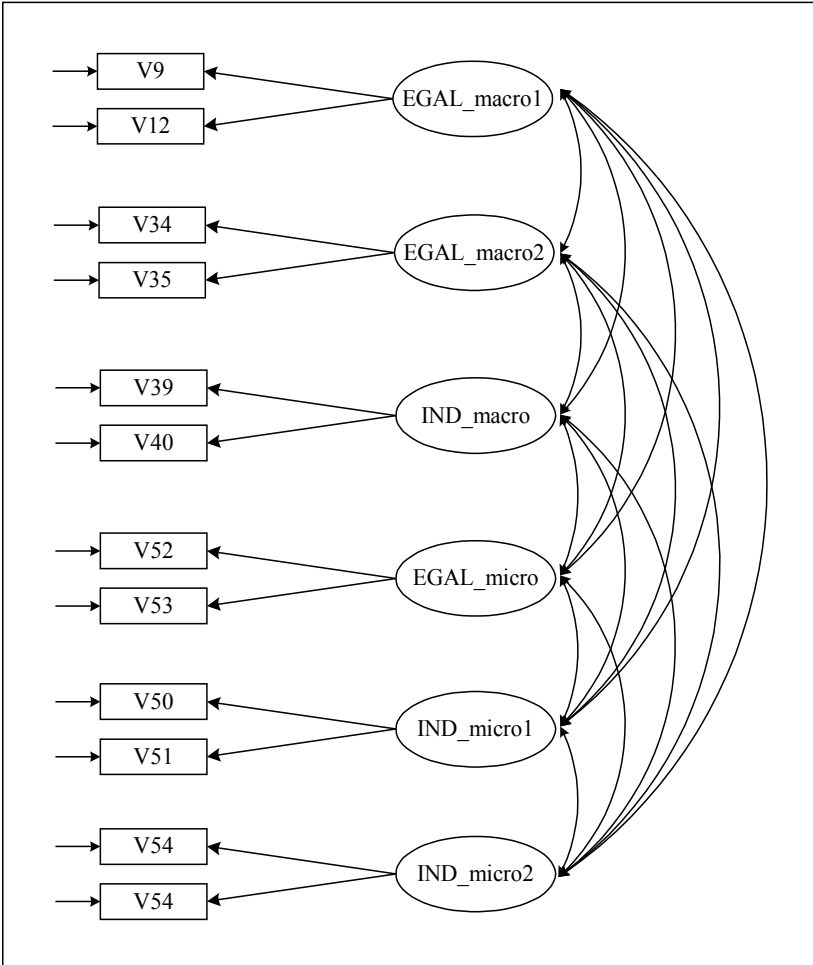 V9
EGAL_macro1
V12
V34
EGAL_macro2
V35
V39
IND_macro
V40
V52
EGAL_micro
V53
V50
IND_micro1
V51
V54
IND_micro2
V54